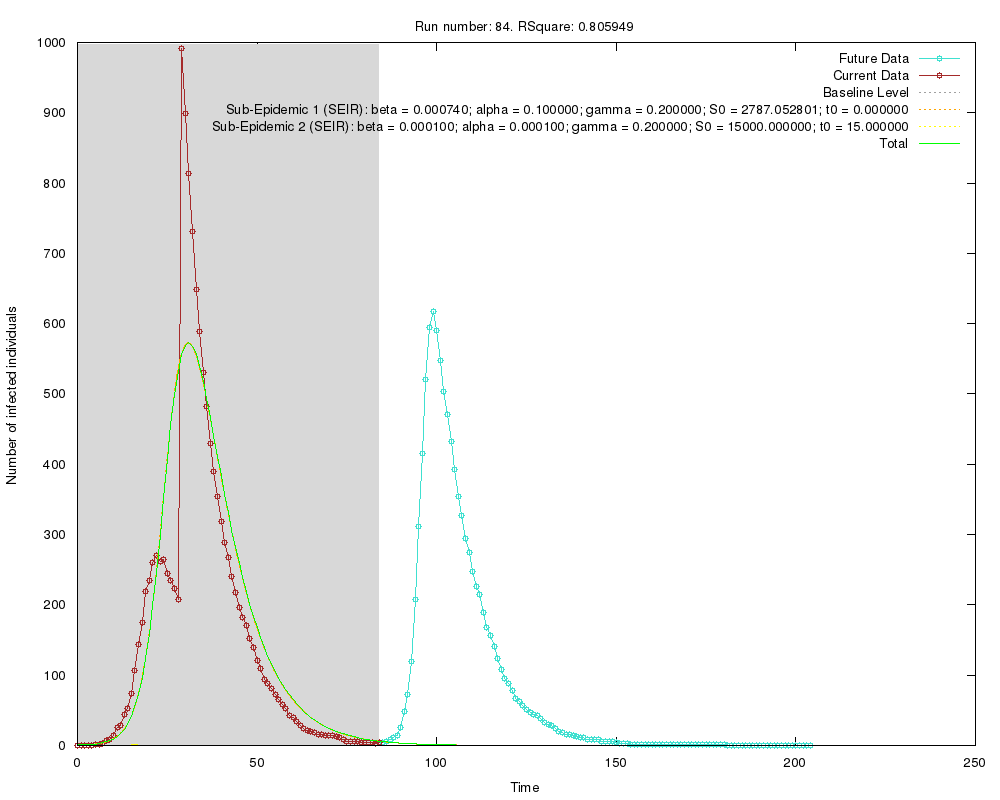 Run number: 84. RSquare: 0.805949
1000
900
800
700
600
500
400
300
200
100
0
Number of infected individuals
Future Data
Current Data
Baseline Level
Sub-Epidemic 1 (SEIR): beta = 0.000740; alpha = 0.100000; gamma = 0.200000; S0 = 2787.052801; t0 = 0.000000
Sub-Epidemic 2 (SEIR): beta = 0.000100; alpha = 0.000100; gamma = 0.200000; S0 = 15000.000000; t0 = 15.000000
Total
0 50 100 150 200 250
Time